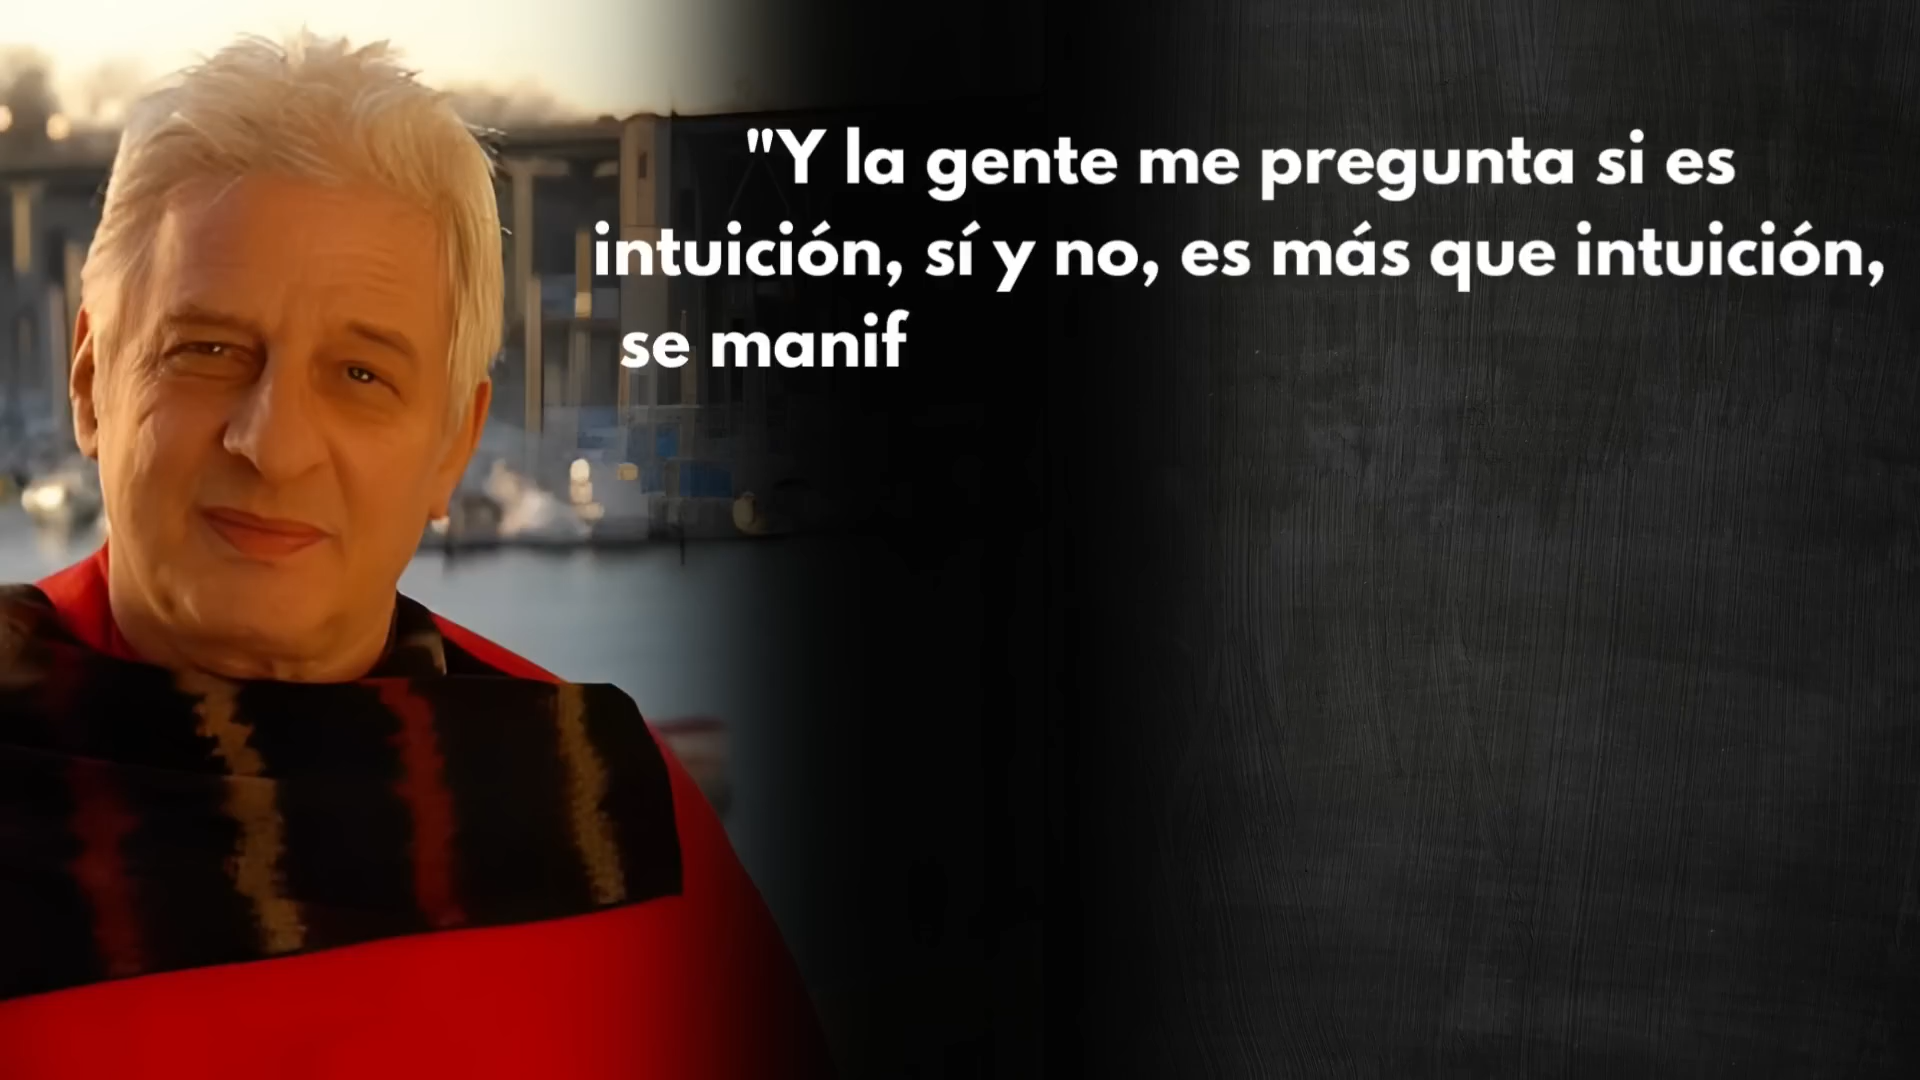 "Y la gente me pregunta si es
intuición, sí y no, es más que intuición,
se manif